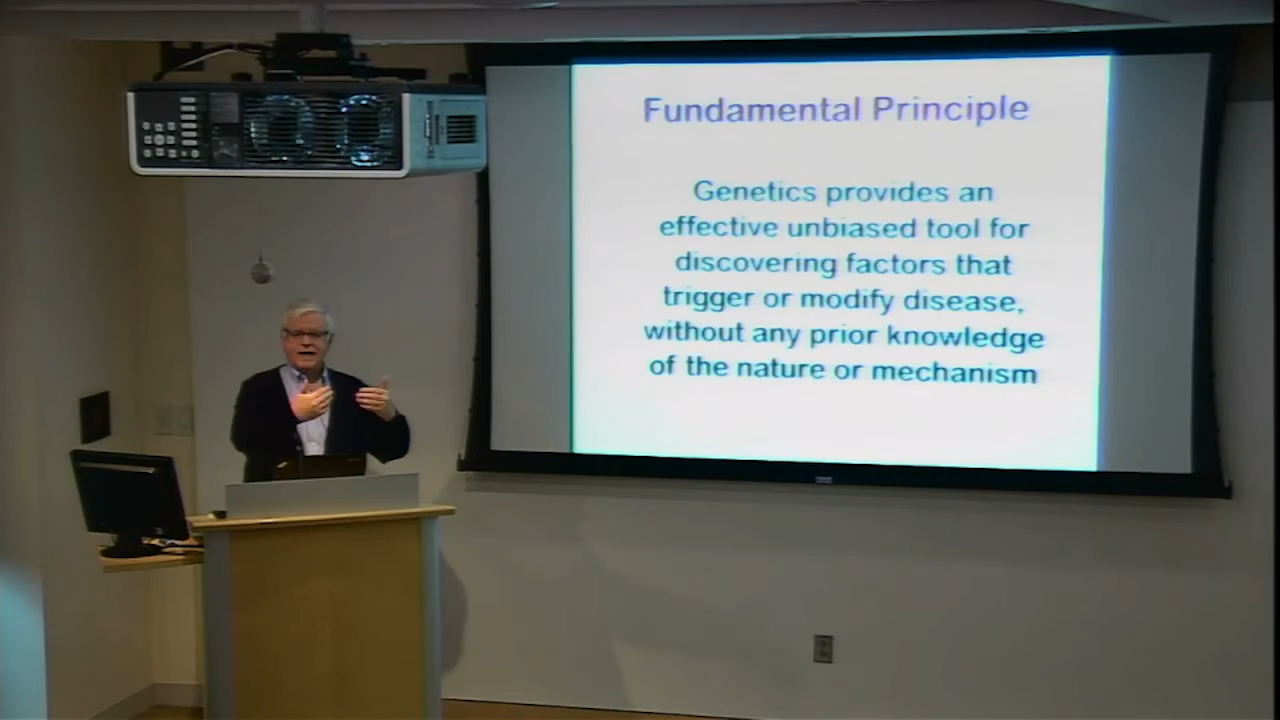 Fundamental Principle
Genetics provides an
effective unbiased tool for
discovering factors that
trigger or modify disease,
without any prior knowledge
of the nature or mechanism